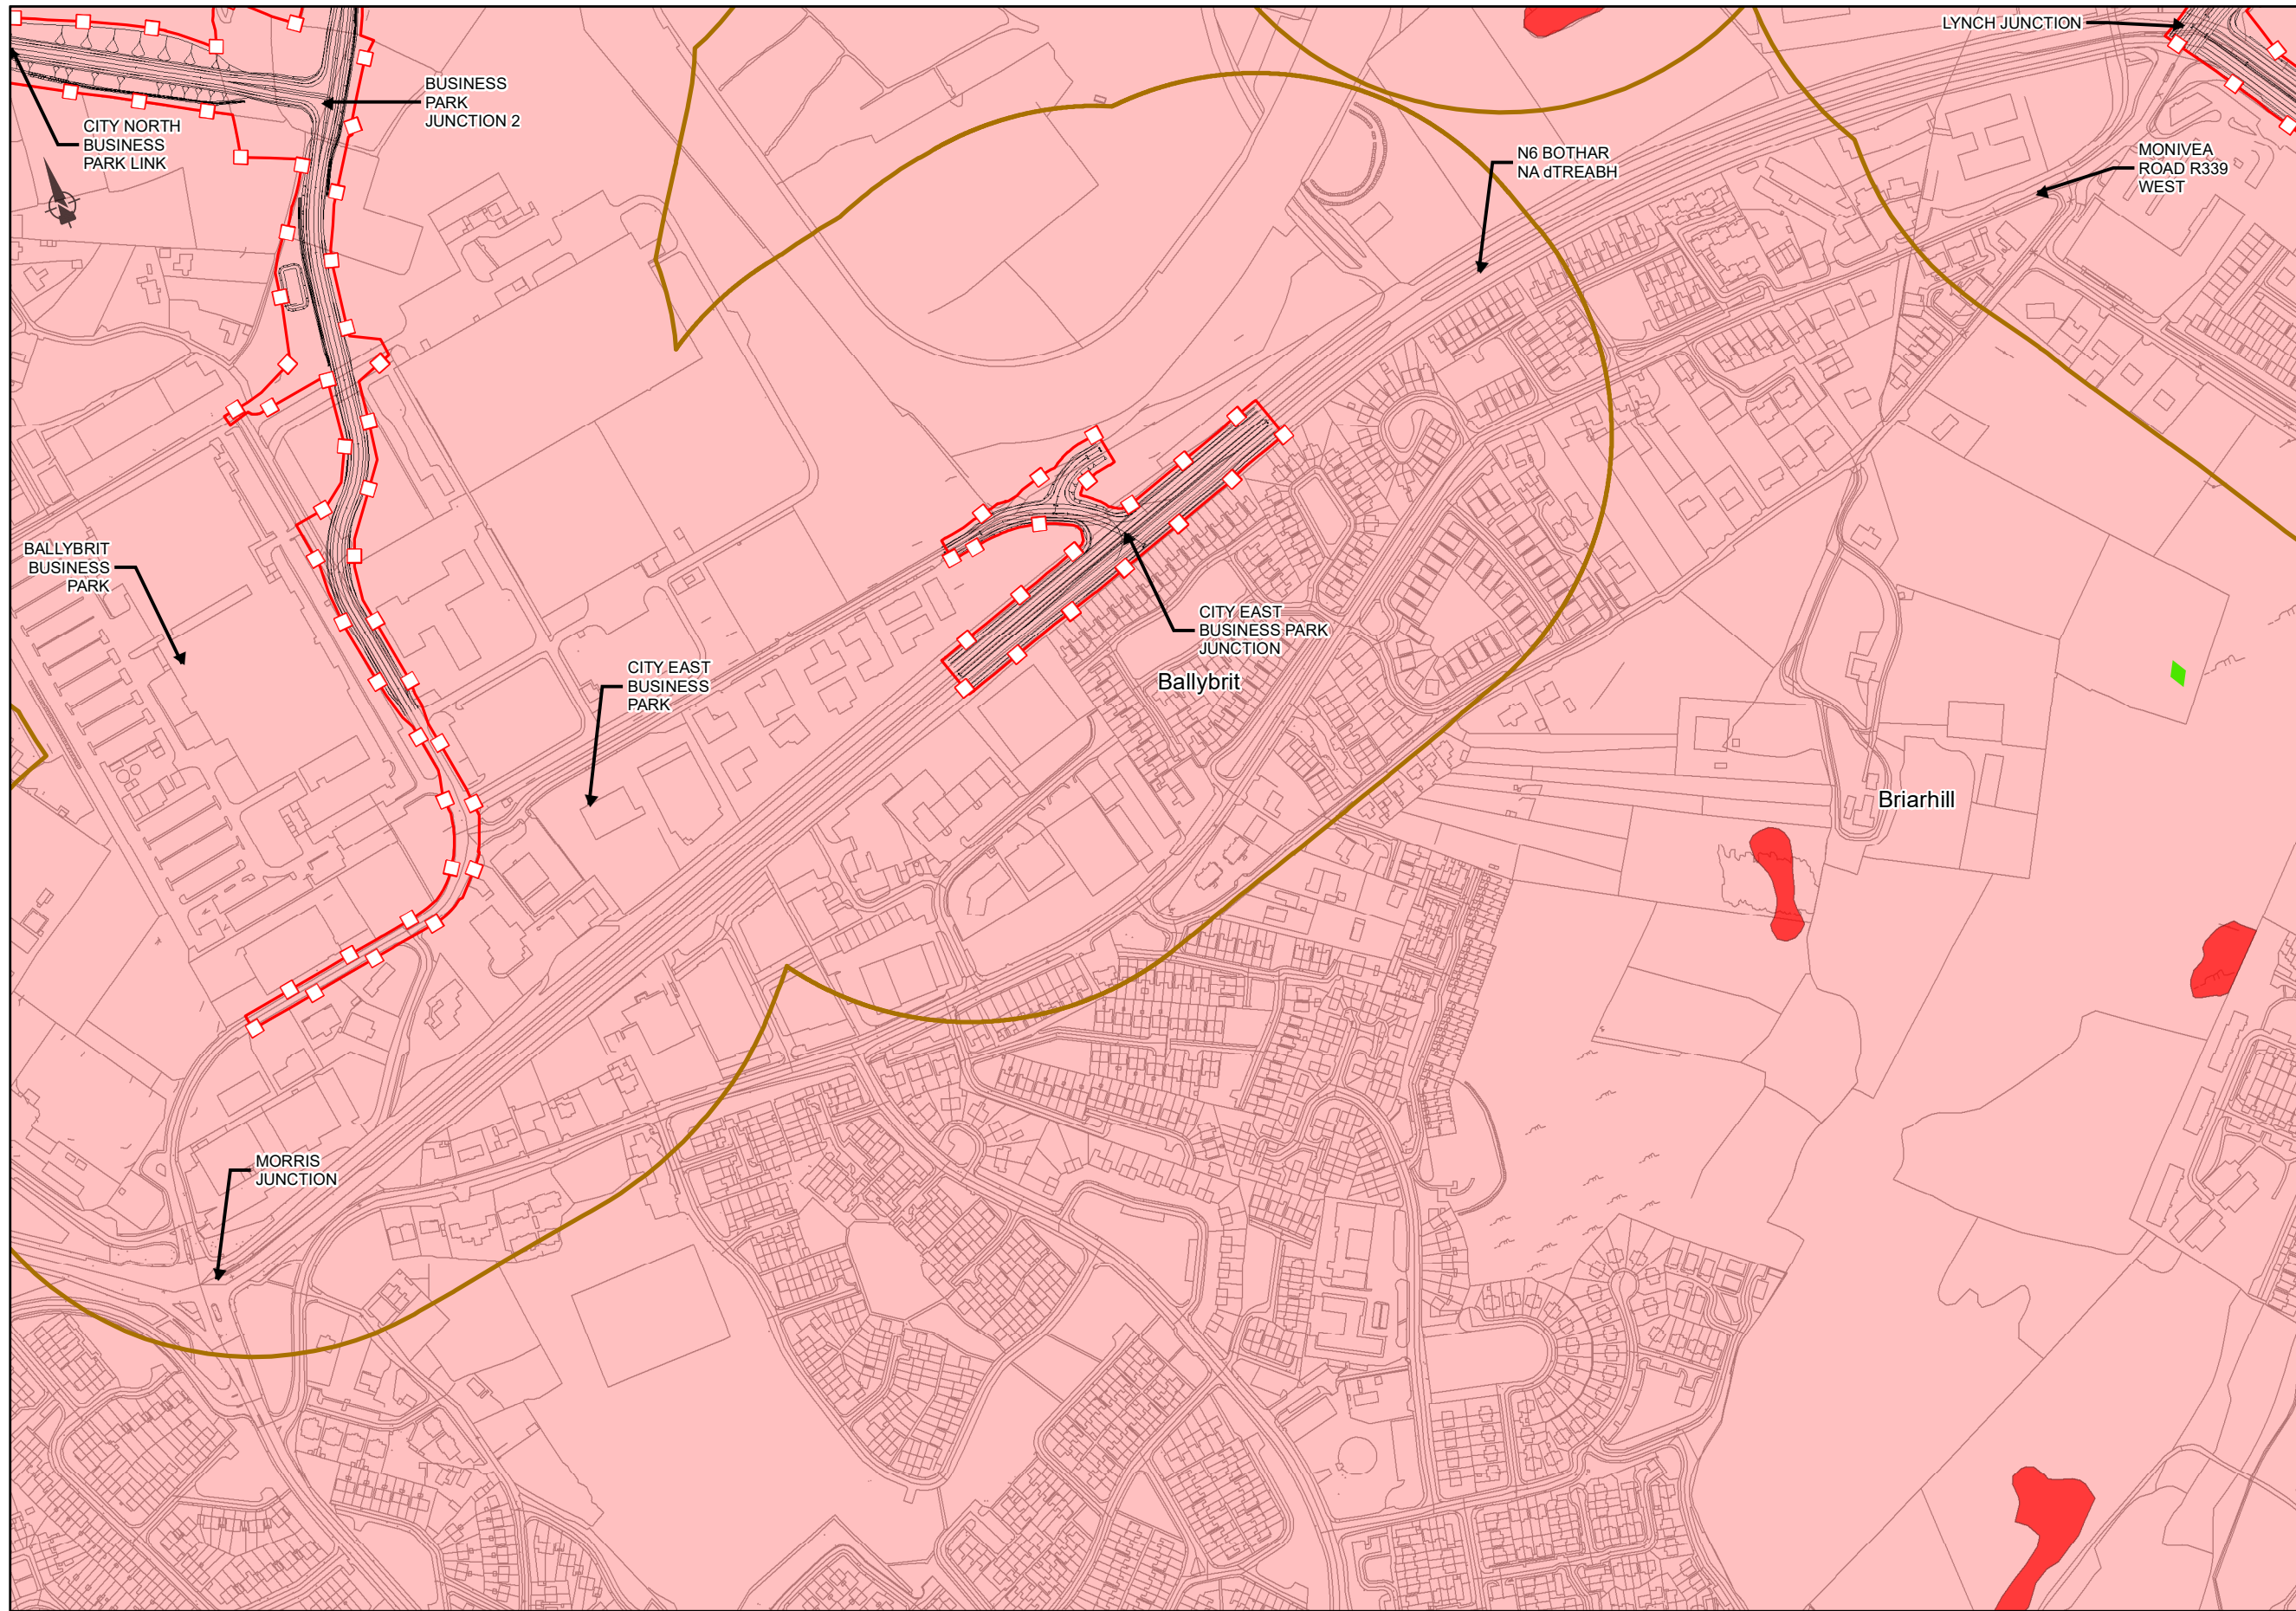 LYNCH JUNCTION
BUSINESS
PARK
JUNCTION 2
CITY NORTH
BUSINESS
PARK LINK
N6 BOTHAR
NA dTREABH
MONIVEA
ROAD R339
WEST
BALLYBRIT
BUSINESS
PARK
CITY EAST
BUSINESS PARK
JUNCTION
CITY EAST
BUSINESS
PARK
Ballybrit
Briarhill
MORRIS
JUNCTION